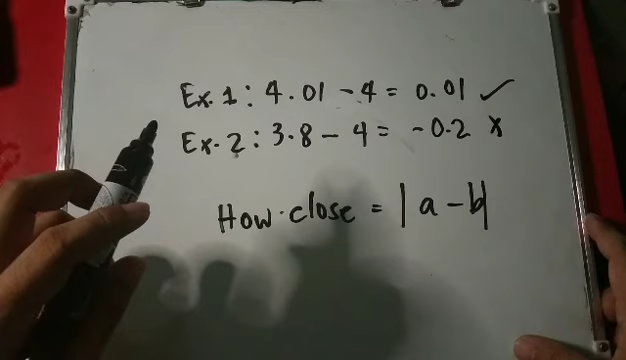 Ex. 1: 4.01 - 4 = 0.01 ✓
Ex. 2: 3.8 - 4 = -0.2 x
How close = |a - b|